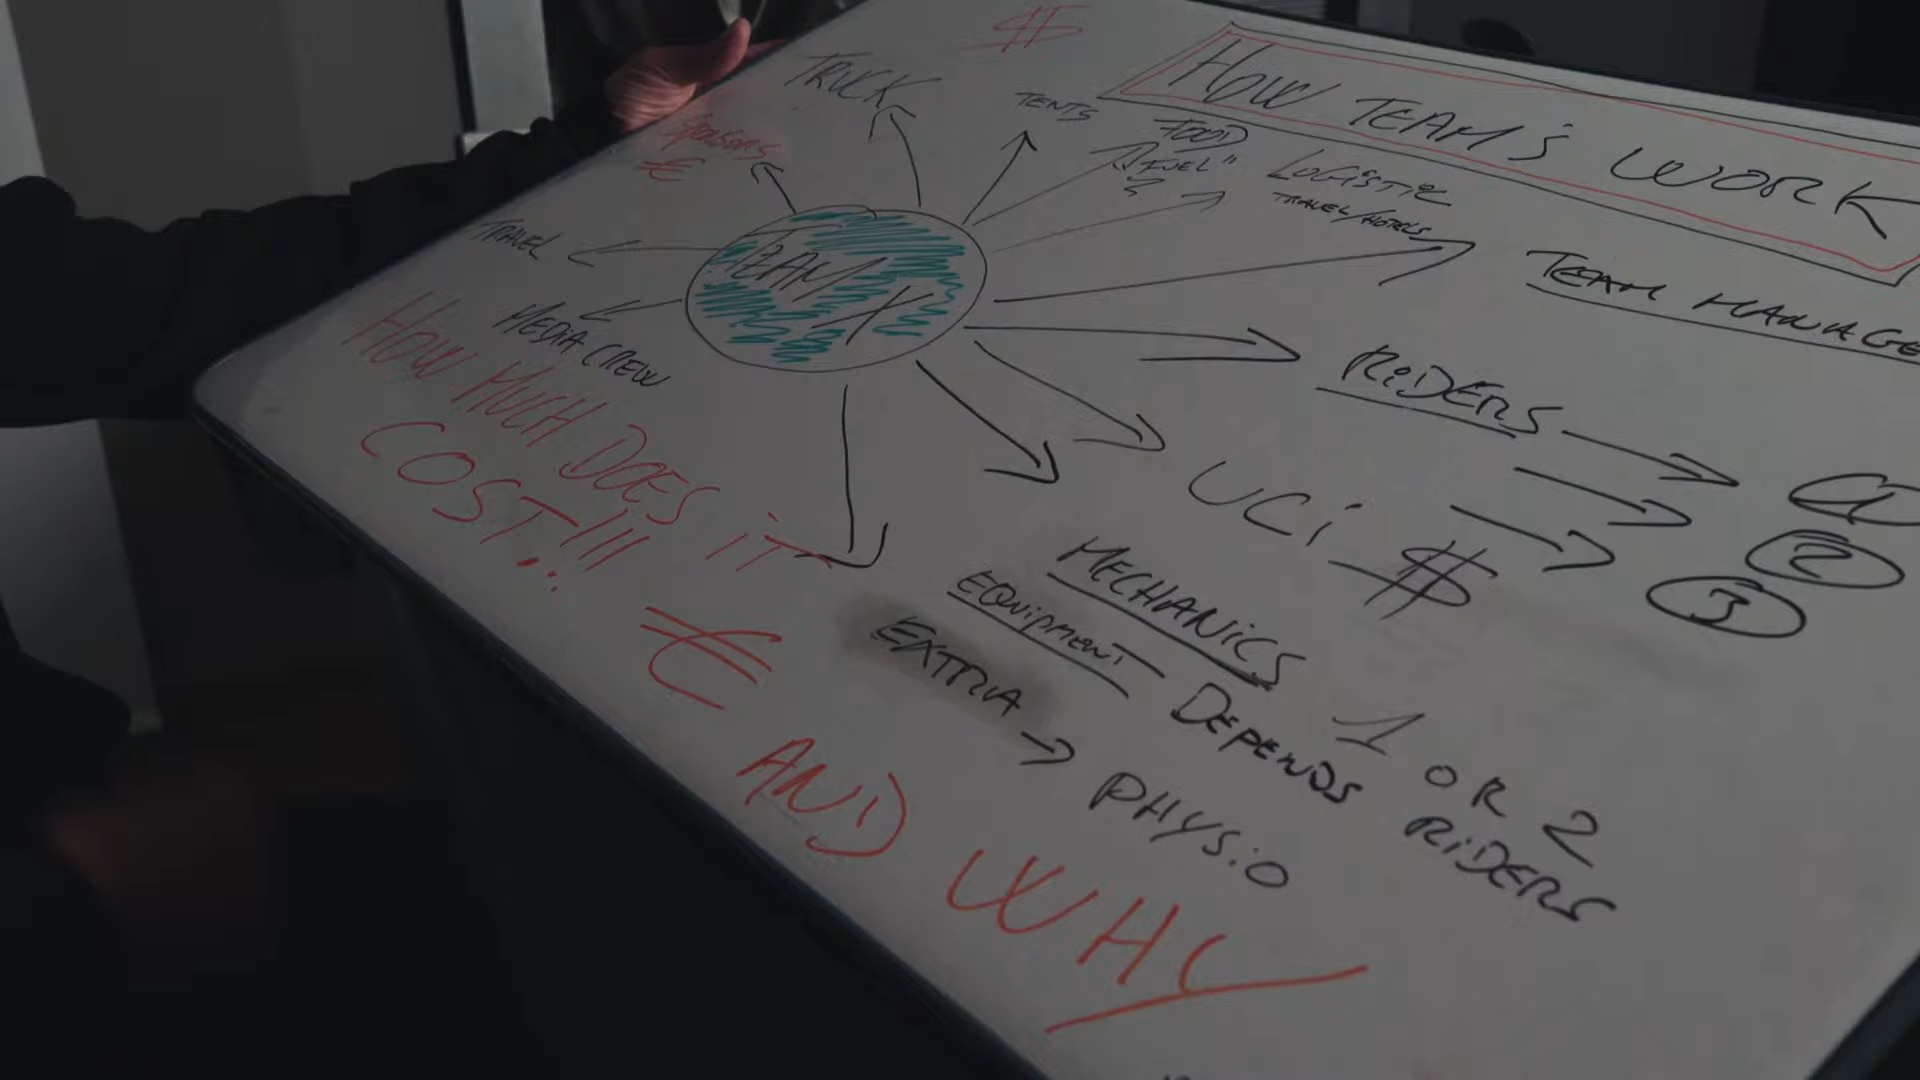 $
HOW TEAM'S WORK
TRUCK
TENTS
FOOD
"FUEL"
LOGISTIC
TRAVEL/HOTELS
SPONSORS
€
TRAVEL
TEAM X
TEAM MANAGE
MEDIA CREW
RIDERS
1
2
3
UCi $
HOW MUCH DOES iT
COST!!!...
€
MECHANICS
1 OR 2
DEPENDS RiDERS
EQUiPMENT
EXTRA → PHYSiO
AND WHY